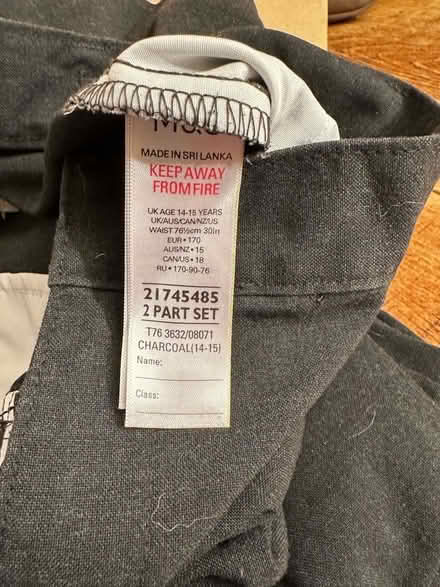 MADE IN SRI LANKA
KEEP AWAY
FROM FIRE
UK AGE 14-15 YEARS
UK/AUS/CAN/NZ/US
WAIST 76½cm 30in
EUR•170
AUS/NZ•15
CAN/US•18
RU•170-90-76
21745485
2 PART SET
T76 3632/08071
CHARCOAL(14-15)
Name:
Class: